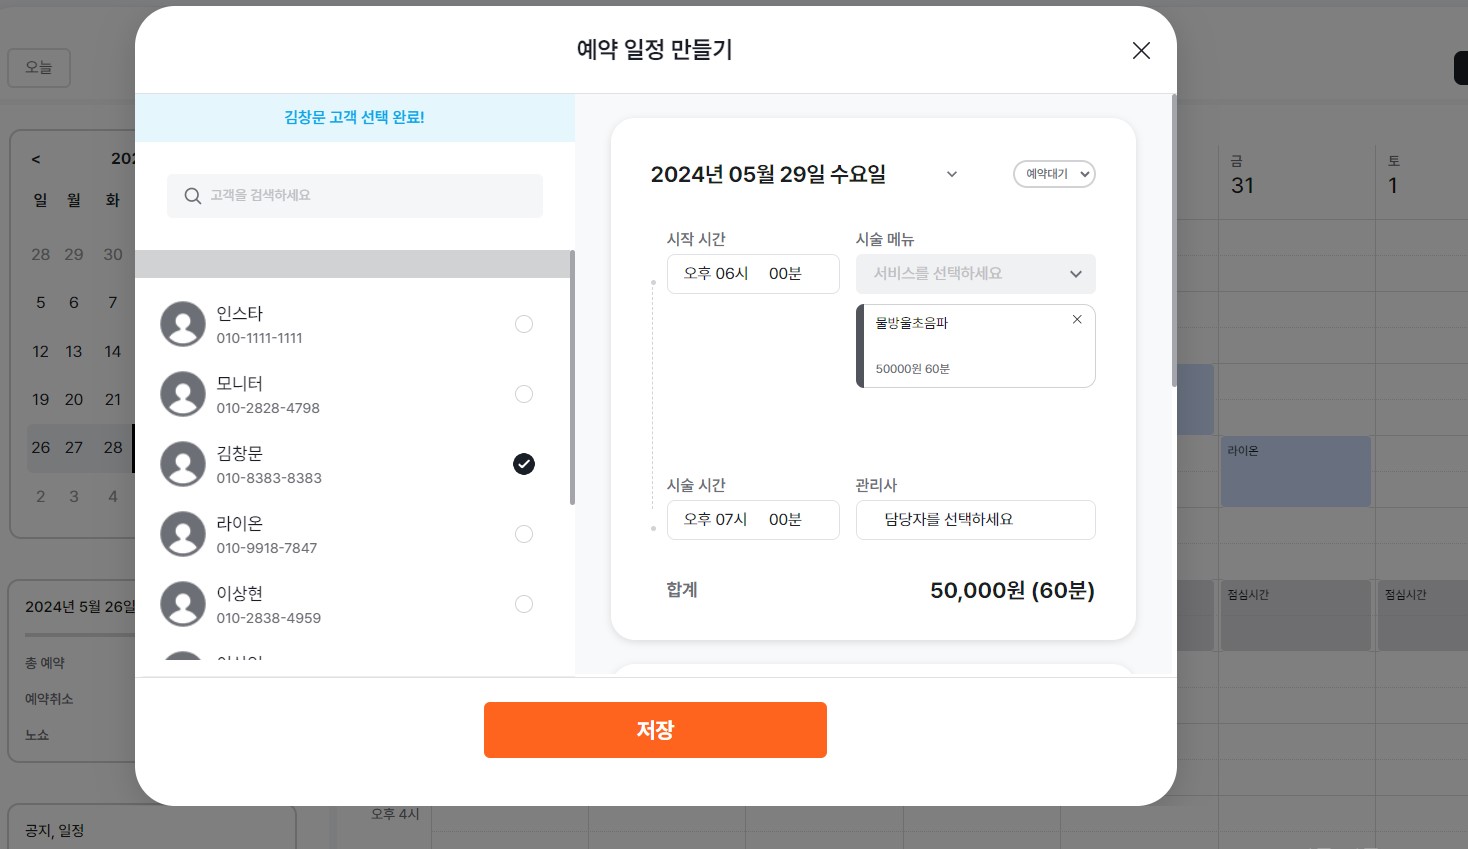 예약 일정 만들기
오늘
김창문 고객 선택 완료!
고객을 검색하세요
인스타
010-1111-1111
모니터
010-2828-4798
김창문
010-8383-8383
라이온
010-9918-7847
이상현
010-2838-4959
2024년 05월 29일 수요일
예약대기
시작 시간
시술 메뉴
오후 06시 00분
서비스를 선택하세요
물방울초음파
50000원 60분
시술 시간
관리사
오후 07시 00분
담당자를 선택하세요
합계
50,000원 (60분)
저장
<
일 월 화
28 29 30
5 6 7
12 13 14
19 20 21
26 27 28
2 3 4
2024년 5월 26일
총 예약
예약취소
노쇼
공지, 일정
금
31
토
1
라이온
점심시간
점심시간
오후 4시